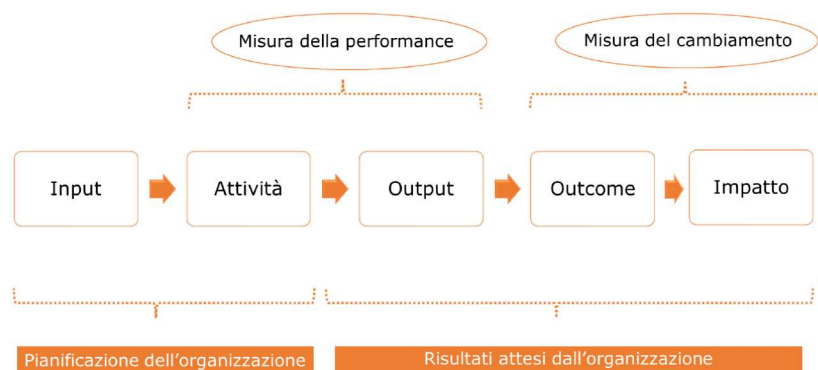 Misura della performance
Misura del cambiamento
Input
Attività
Output
Outcome
Impatto
Pianificazione dell'organizzazione
Risultati attesi dall'organizzazione